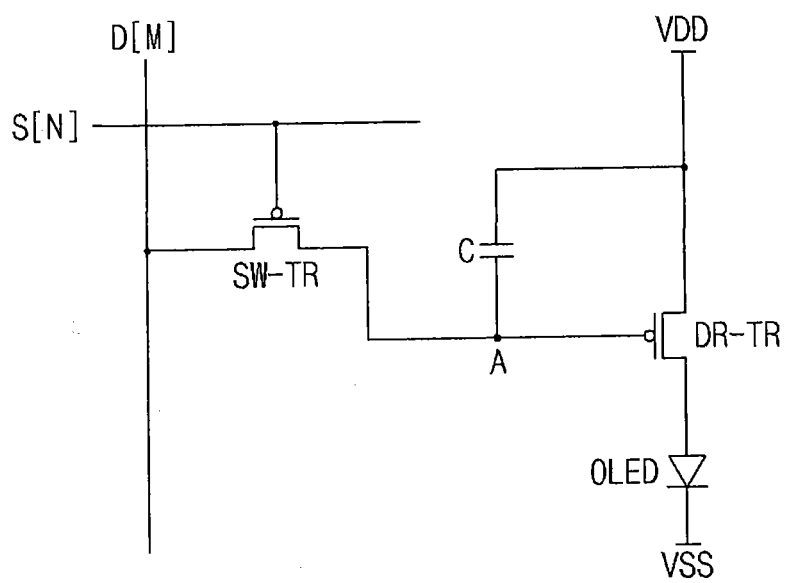 D[M]
VDD
S[N]
SW-TR
C
A
DR-TR
OLED
VSS